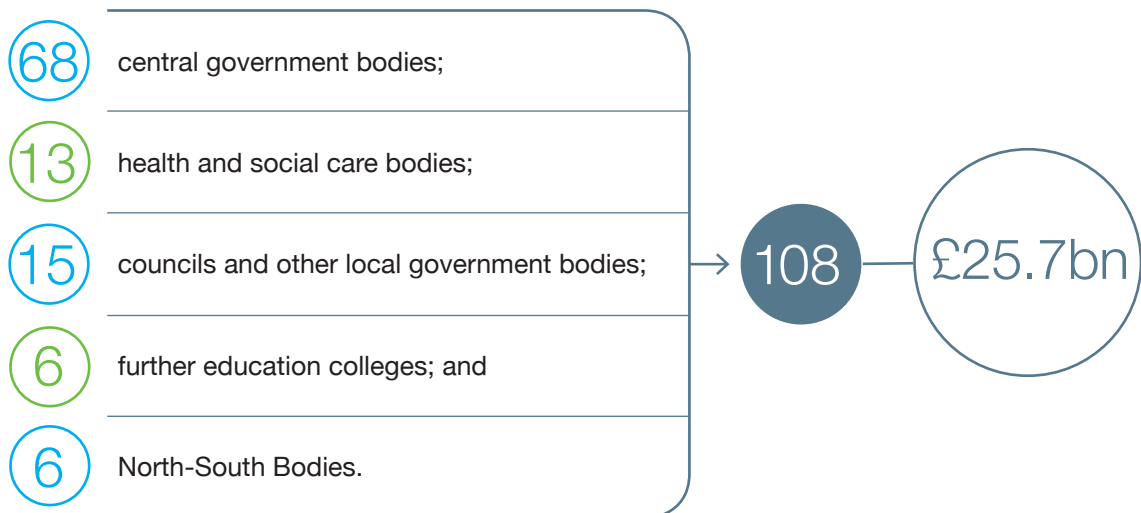 68 central government bodies;
13 health and social care bodies;
15 councils and other local government bodies;
6 further education colleges; and
6 North-South Bodies.
108
£25.7bn